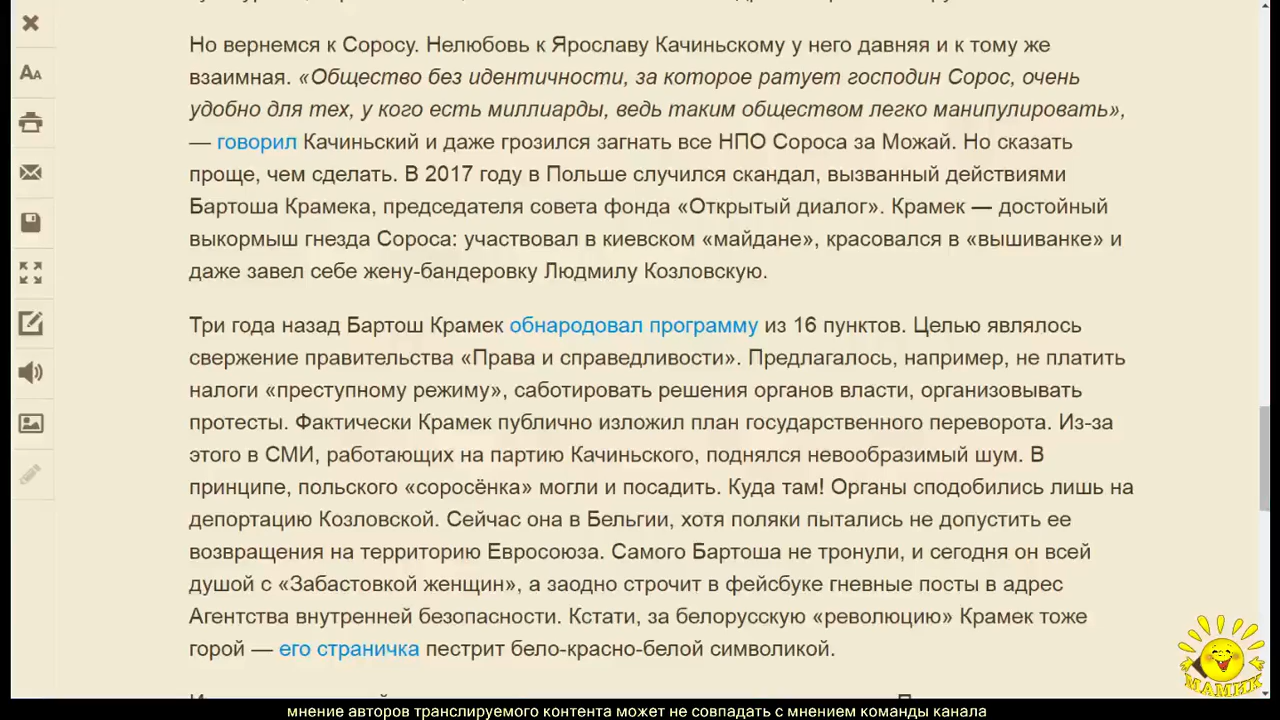 Но вернемся к Соросу. Нелюбовь к Ярославу Качиньскому у него давняя и к тому же
взаимная. «Общество без идентичности, за которое ратует господин Сорос, очень
удобно для тех, у кого есть миллиарды, ведь таким обществом легко манипулировать»,
— говорил Качиньский и даже грозился загнать все НПО Сороса за Можай. Но сказать
проще, чем сделать. В 2017 году в Польше случился скандал, вызванный действиями
Бартоша Крамека, председателя совета фонда «Открытый диалог». Крамек — достойный
выкормыш гнезда Сороса: участвовал в киевском «майдане», красовался в «вышиванке» и
даже завел себе жену-бандеровку Людмилу Козловскую.
Три года назад Бартош Крамек обнародовал программу из 16 пунктов. Целью являлось
свержение правительства «Права и справедливости». Предлагалось, например, не платить
налоги «преступному режиму», саботировать решения органов власти, организовывать
протесты. Фактически Крамек публично изложил план государственного переворота. Из-за
этого в СМИ, работающих на партию Качиньского, поднялся невообразимый шум. В
принципе, польского «соросёнка» могли и посадить. Куда там! Органы сподобились лишь на
депортацию Козловской. Сейчас она в Бельгии, хотя поляки пытались не допустить ее
возвращения на территорию Евросоюза. Самого Бартоша не тронули, и сегодня он всей
душой с «Забастовкой женщин», а заодно строчит в фейсбуке гневные посты в адрес
Агентства внутренней безопасности. Кстати, за белорусскую «революцию» Крамек тоже
горой — его страничка пестрит бело-красно-белой символикой.
МАМИК
мнение авторов транслируемого контента может не совпадать с мнением команды канала